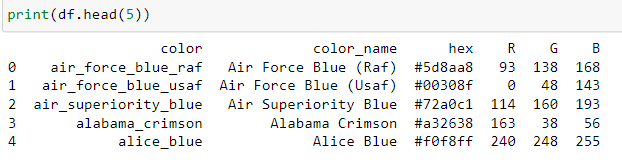 print(df.head(5))
color color_name hex R G B
0 air_force_blue_raf Air Force Blue (Raf) #5d8aa8 93 138 168
1 air_force_blue_usaf Air Force Blue (Usaf) #00308f 0 48 143
2 air_superiority_blue Air Superiority Blue #72a0c1 114 160 193
3 alabama_crimson Alabama Crimson #a32638 163 38 56
4 alice_blue Alice Blue #f0f8ff 240 248 255